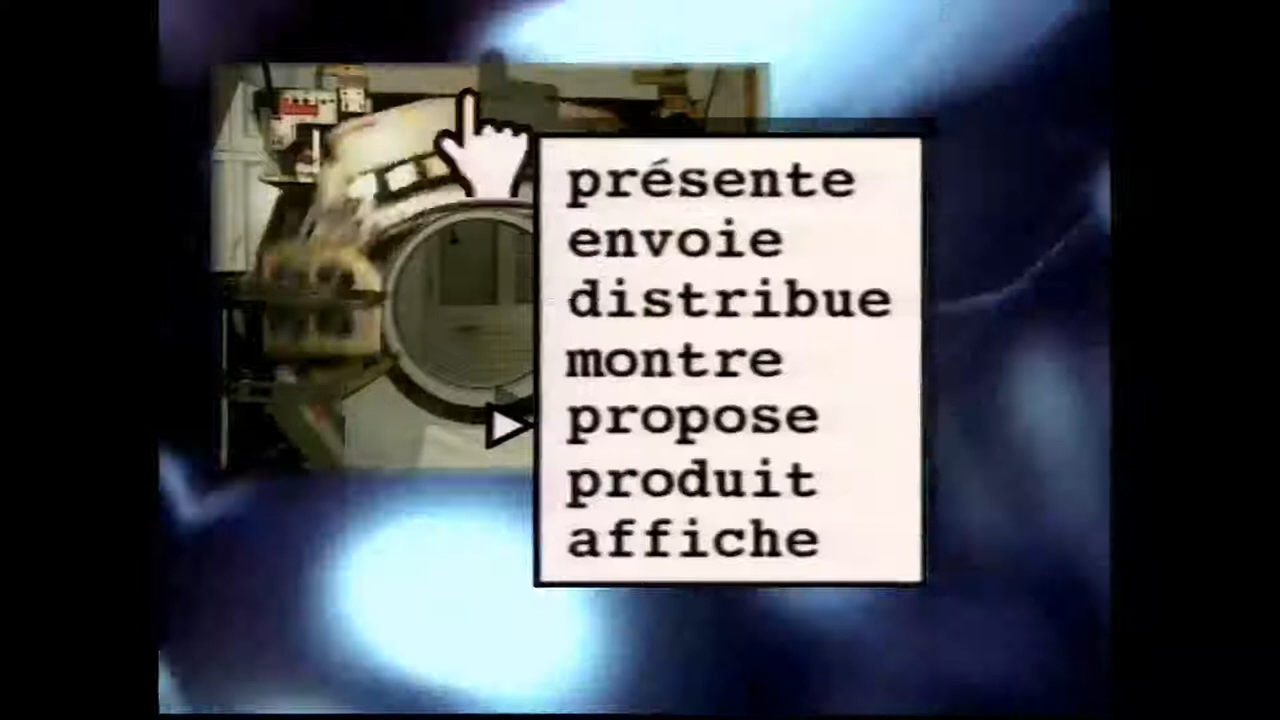 présente
envoie
distribue
montre
propose
produit
affiche